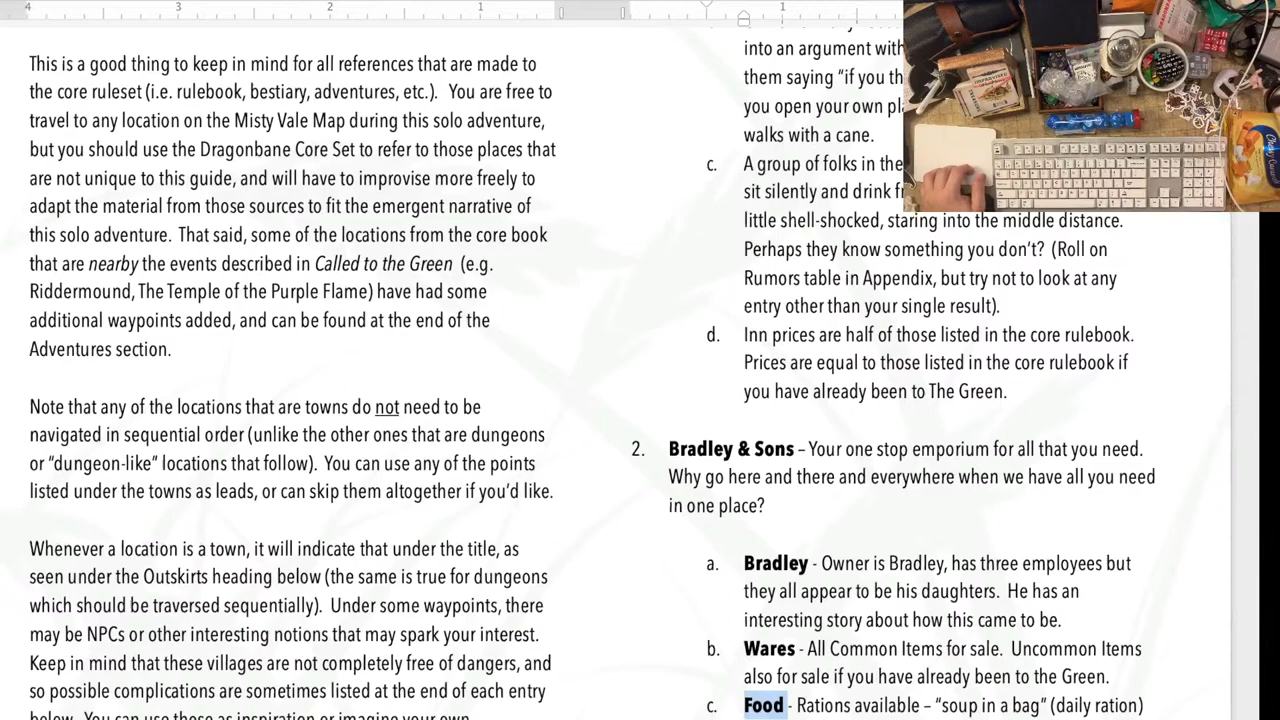 4 3 2 1 1
This is a good thing to keep in mind for all references that are made to
the core ruleset (i.e. rulebook, bestiary, adventures, etc.). You are free to
travel to any location on the Misty Vale Map during this solo adventure,
but you should use the Dragonbane Core Set to refer to those places that
are not unique to this guide, and will have to improvise more freely to
adapt the material from those sources to fit the emergent narrative of
this solo adventure. That said, some of the locations from the core book
that are nearby the events described in Called to the Green (e.g.
Riddermound, The Temple of the Purple Flame) have had some
additional waypoints added, and can be found at the end of the
Adventures section.
Note that any of the locations that are towns do not need to be
navigated in sequential order (unlike the other ones that are dungeons
or “dungeon-like” locations that follow). You can use any of the points
listed under the towns as leads, or can skip them altogether if you’d like.
Whenever a location is a town, it will indicate that under the title, as
seen under the Outskirts heading below (the same is true for dungeons
which should be traversed sequentially). Under some waypoints, there
may be NPCs or other interesting notions that may spark your interest.
Keep in mind that these villages are not completely free of dangers, and
so possible complications are sometimes listed at the end of each entry
below. You can use these as inspiration or imagine your own
into an argument with
them saying “if you th
you open your own pl
walks with a cane.
c. A group of folks in the
sit silently and drink f
little shell-shocked, staring into the middle distance.
Perhaps they know something you don’t? (Roll on
Rumors table in Appendix, but try not to look at any
entry other than your single result).
d. Inn prices are half of those listed in the core rulebook.
Prices are equal to those listed in the core rulebook if
you have already been to The Green.
2. Bradley & Sons – Your one stop emporium for all that you need.
Why go here and there and everywhere when we have all you need
in one place?
a. Bradley - Owner is Bradley, has three employees but
they all appear to be his daughters. He has an
interesting story about how this came to be.
b. Wares - All Common Items for sale. Uncommon Items
also for sale if you have already been to the Green.
c. Food - Rations available – “soup in a bag” (daily ration)